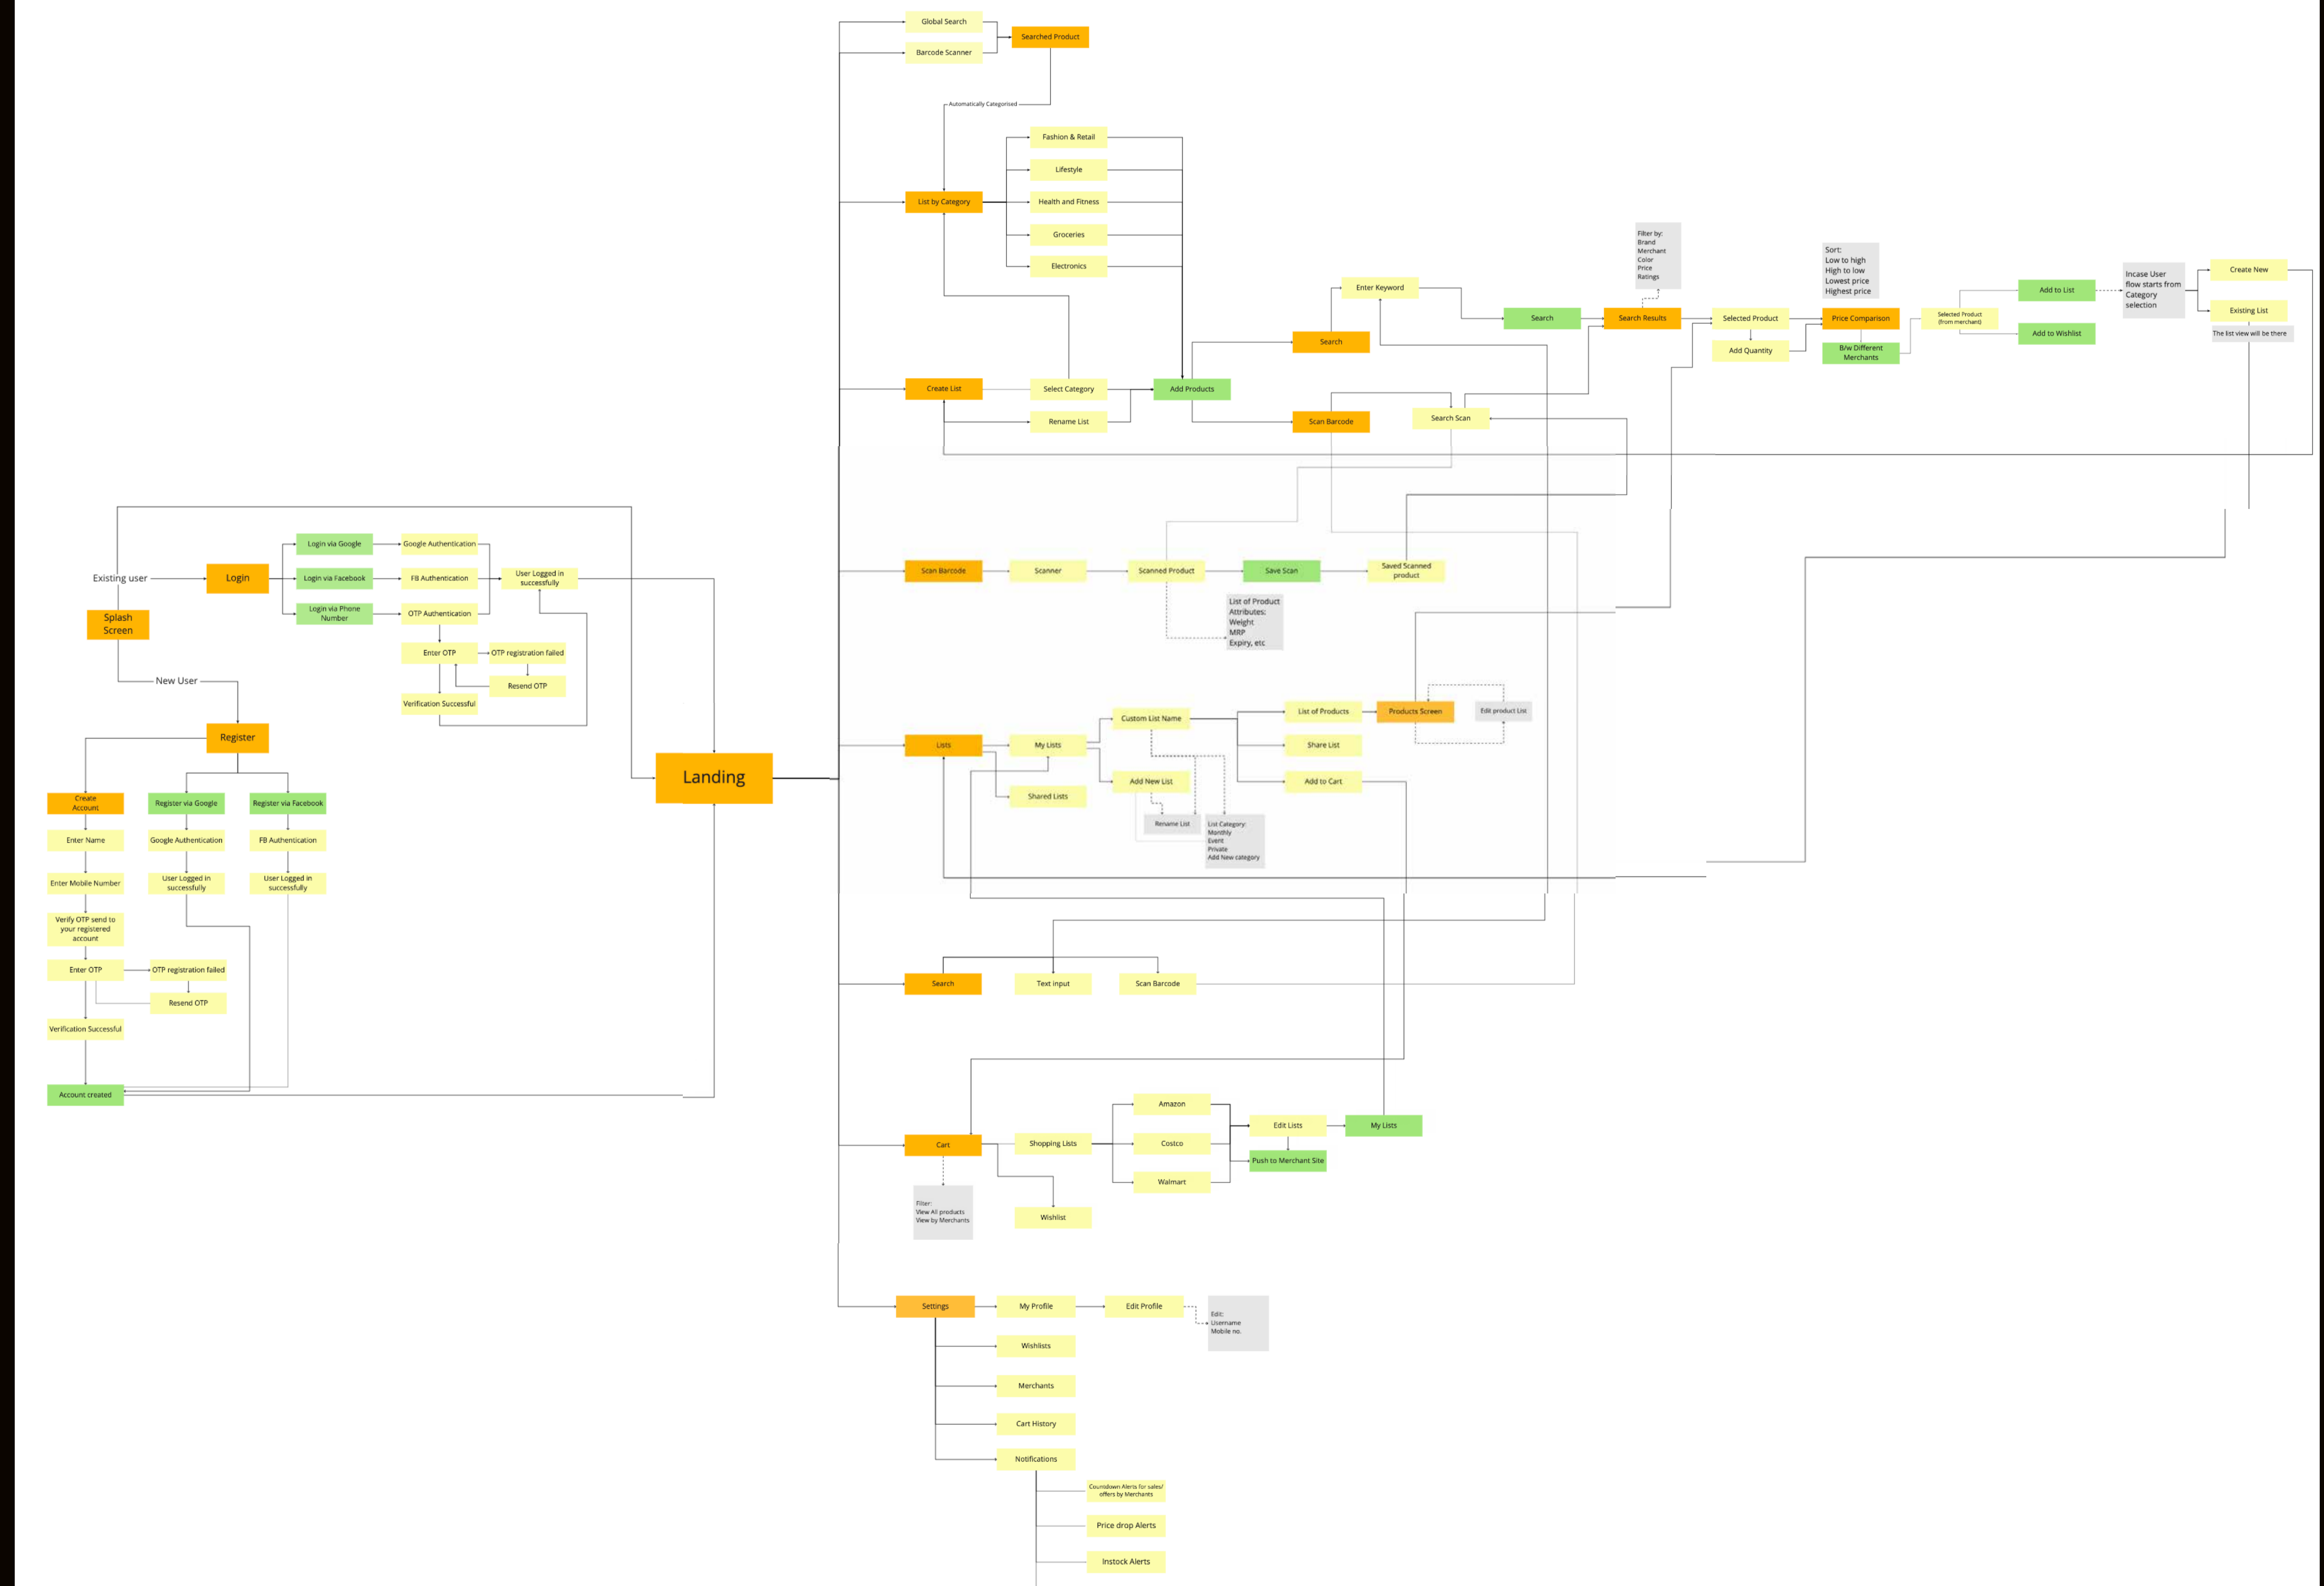 Global Search
Searched Product
Barcode Scanner
Automatically Categorised
Fashion & Retail
Lifestyle
List by Category
Health and Fitness
Groceries
Electronics
Enter Keyword
Search
Create List
Select Category
Add Products
Rename List
Scan Barcode
Search Scan
Search
Filter by:
Brand
Merchant
Color
Price
Ratings
Search Results
Selected Product
Add Quantity
Sort:
Low to high
High to low
Lowest price
Highest price
Price Comparison
B/w Different
Merchants
Selected Product
(from merchant)
Add to List
Add to Wishlist
Incase User
flow starts from
Category
selection
Create New
Existing List
The list view will be there
Existing user
Login
Login via Google
Google Authentication
Login via Facebook
FB Authentication
User Logged in
successfully
Login via Phone
Number
OTP Authentication
Splash
Screen
Enter OTP
OTP registration failed
Resend OTP
Verification Successful
New User
Register
Create
Account
Register via Google
Register via Facebook
Enter Name
Google Authentication
FB Authentication
Enter Mobile Number
User Logged in
successfully
User Logged in
successfully
Verify OTP send to
your registered
account
Enter OTP
OTP registration failed
Resend OTP
Verification Successful
Account created
Landing
Scan Barcode
Scanner
Scanned Product
Save Scan
Saved Scanned
product
List of Product
Attributes:
Weight
MRP
Expiry, etc
Lists
My Lists
Shared Lists
Custom List Name
Add New List
Rename List
List Category:
Monthly
Event
Private
Add New category
List of Products
Share List
Add to Cart
Products Screen
Edit product List
Search
Text input
Scan Barcode
Cart
Filter:
View All products
View by Merchants
Shopping Lists
Wishlist
Amazon
Costco
Walmart
Edit Lists
My Lists
Push to Merchant Site
Settings
My Profile
Edit Profile
Edit:
Username
Mobile no.
Wishlists
Merchants
Cart History
Notifications
Countdown Alerts for sales/
offers by Merchants
Price drop Alerts
Instock Alerts